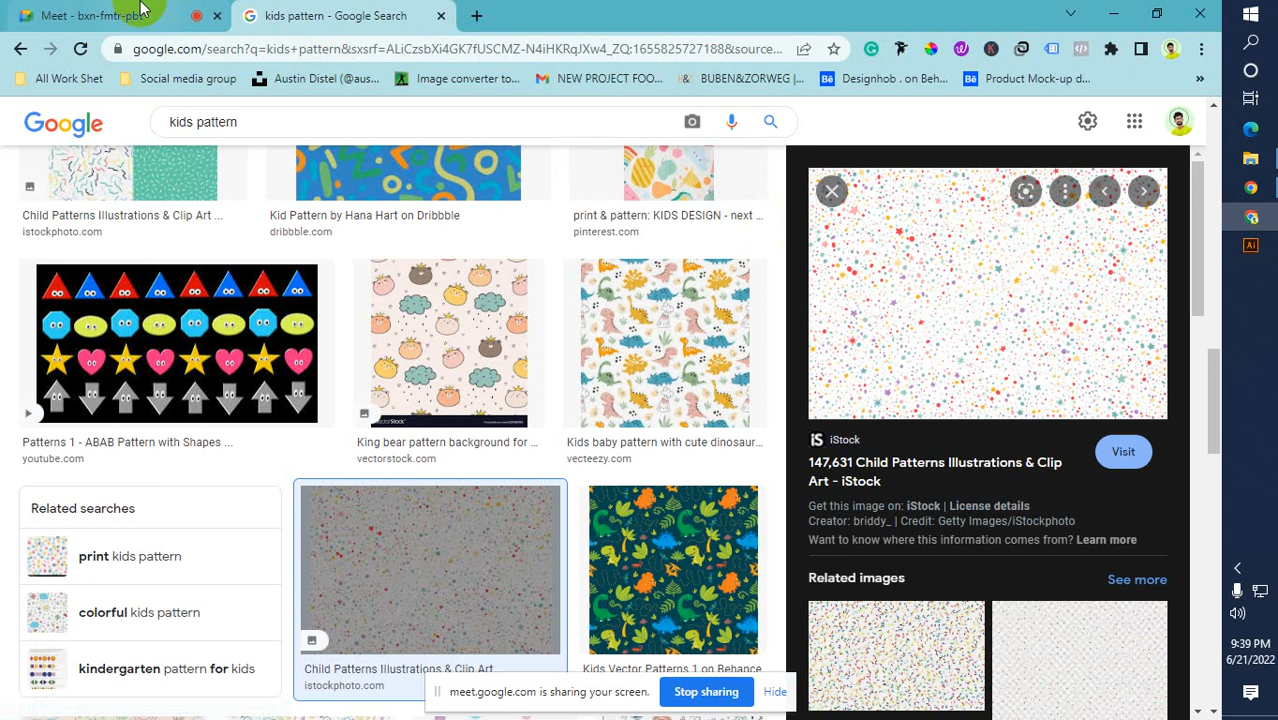 Meet - bxn-fmtr-pb
kids pattern - Google Search
google.com/search?q=kids+pattern&sxsrf=ALiCzsbXi4GK7fUSCMZ-N4iHKRqJXw4_ZQ:1655825727188&source...
All Work Shet
Social media group
Austin Distel (@aus...
Image converter to...
NEW PROJECT FOO...
BUBEN&ZORWEG |...
Designhob . on Beh...
Product Mock-up d...
Google
kids pattern
Child Patterns Illustrations & Clip Art ...
istockphoto.com
Kid Pattern by Hana Hart on Dribbble
dribbble.com
print & pattern: KIDS DESIGN - next ...
pinterest.com
Patterns 1 - ABAB Pattern with Shapes ...
youtube.com
King bear pattern background for ...
vectorstock.com
Kids baby pattern with cute dinosaur...
vecteezy.com
Related searches
print kids pattern
colorful kids pattern
kindergarten pattern for kids
Child Patterns Illustrations & Clip Art
istockphoto.com
Kids Vector Patterns 1 on Behance
iS iStock
147,631 Child Patterns Illustrations & Clip
Art - iStock
Visit
Get this image on: iStock | License details
Creator: briddy_ | Credit: Getty Images/iStockphoto
Want to know where this information comes from? Learn more
Related images
See more
meet.google.com is sharing your screen.
Stop sharing
Hide
Ai
9:39 PM
6/21/2022